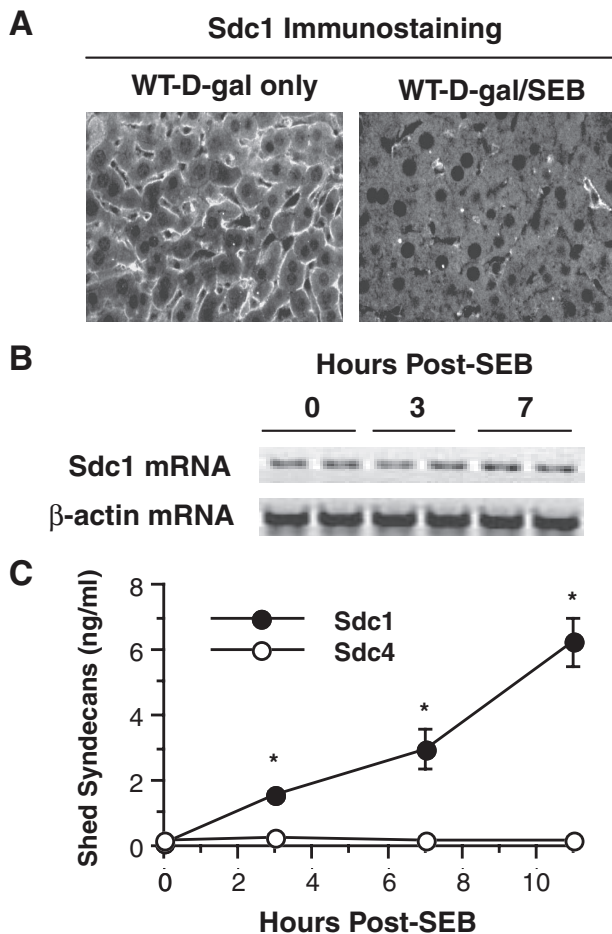 A
Sdc1 Immunostaining
WT-D-gal only
WT-D-gal/SEB
B
Hours Post-SEB
0 3 7
Sdc1 mRNA
β-actin mRNA
C
Shed Syndecans (ng/ml)
8
6
4
2
0
Sdc1
Sdc4
*
*
*
0 2 4 6 8 10
Hours Post-SEB